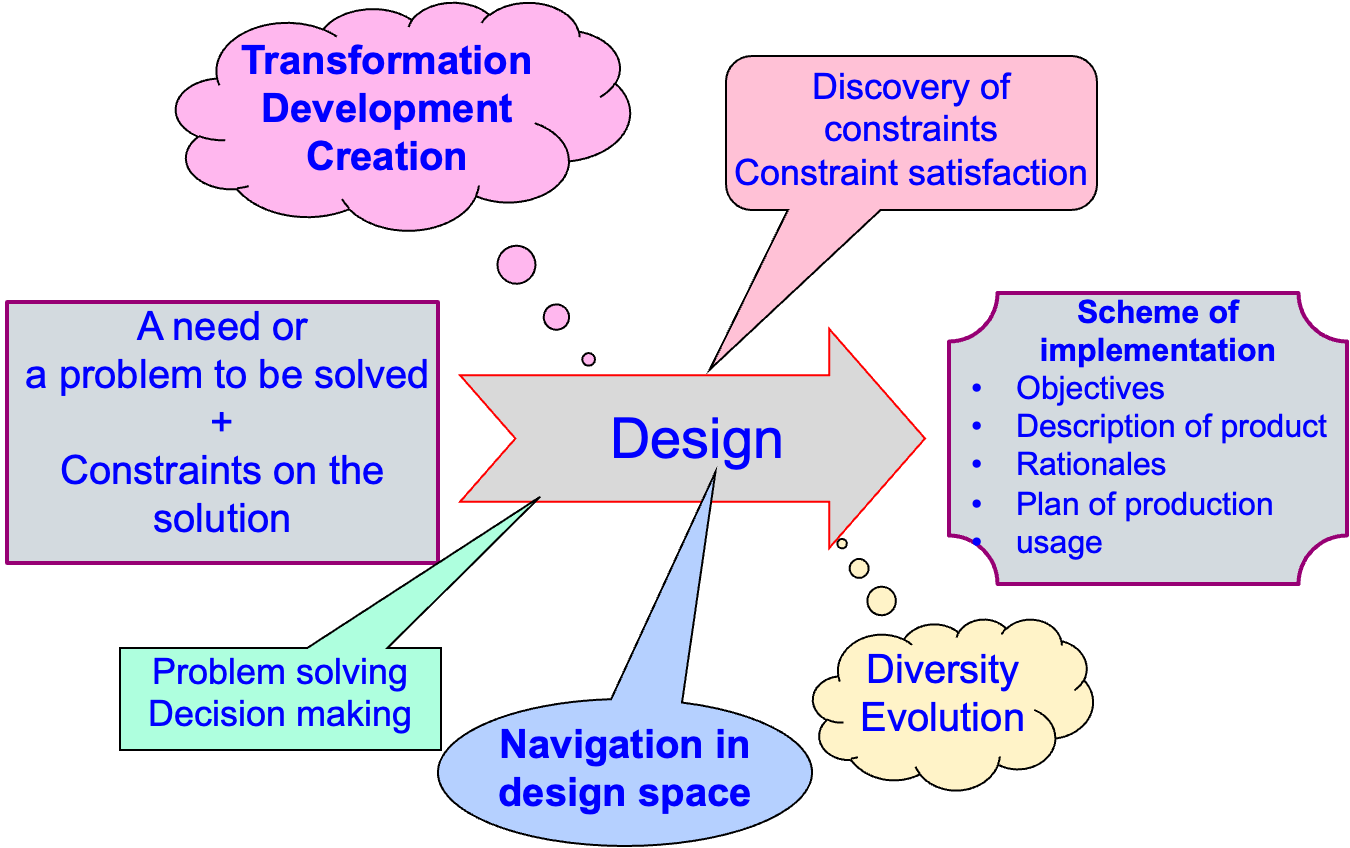 Transformation
Development
Creation
Discovery of
constraints
Constraint satisfaction
A need or
a problem to be solved
+
Constraints on the
solution
Design
Scheme of
implementation
• Objectives
• Description of product
• Rationales
• Plan of production
• usage
Problem solving
Decision making
Navigation in
design space
Diversity
Evolution